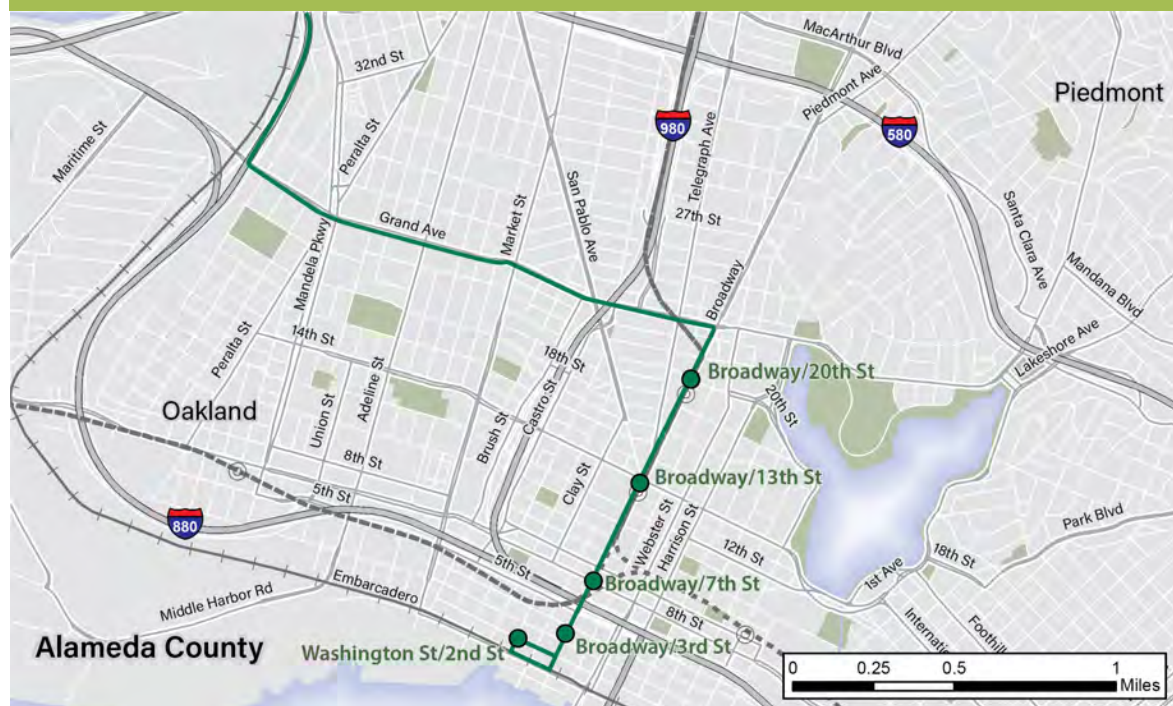 MacArthur Blvd
32nd St
Piedmont Ave
Piedmont
580
980
Maritime St
Peralta St
Telegraph Ave
San Pablo Ave
27th St
Santa Clara Ave
Market St
Grand Ave
Mandela Pkwy
Mandana Blvd
Broadway
Lakeshore Ave
Peralta St
14th St
18th St
Broadway/20th St
20th St
Adeline St
Castro St
Oakland
Union St
Brush St
8th St
Clay St
Broadway/13th St
5th St
Webster St
Harrison St
Park Blvd
880
12th St
18th St
5th St
1st Ave
Embarcadero
Broadway/7th St
Middle Harbor Rd
8th St
Internatio
Foothill
Alameda County
Washington St/2nd St
Broadway/3rd St
0 0.25 0.5 1
Miles